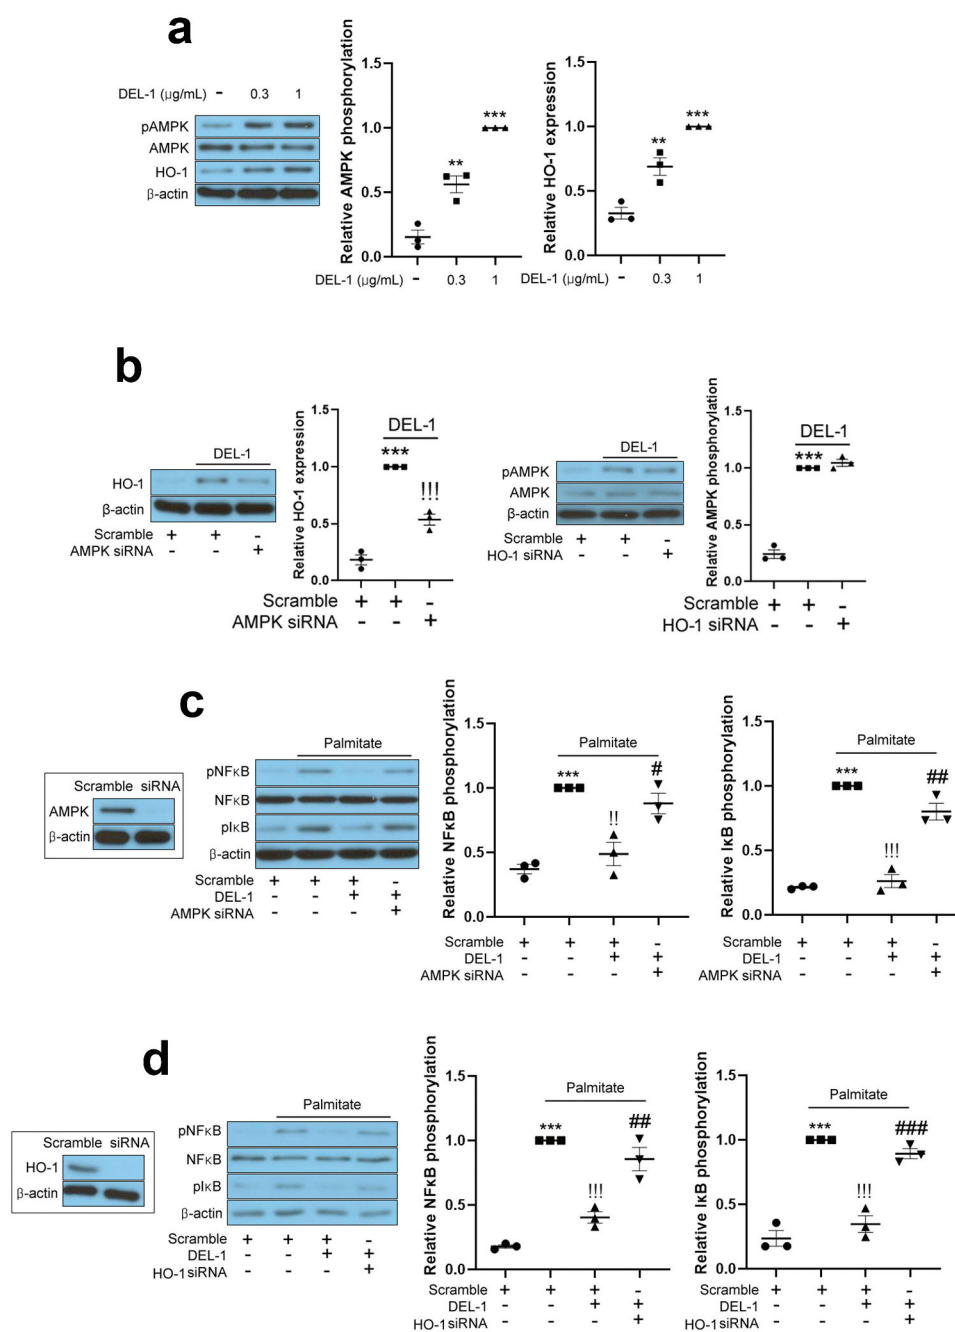 a
DEL-1 (μg/mL) - 0.3 1
pAMPK
AMPK
HO-1
β-actin
Relative AMPK phosphorylation
1.5
1.0
0.5
0.0
**
***
DEL-1 (μg/mL) - 0.3 1
Relative HO-1 expression
1.5
1.0
0.5
0.0
**
***
DEL-1 (μg/mL) - 0.3 1
b
DEL-1
HO-1
β-actin
Scramble + + -
AMPK siRNA - - +
Relative HO-1 expression
1.5
1.0
0.5
0.0
DEL-1
***
!!!
Scramble + + -
AMPK siRNA - - +
DEL-1
pAMPK
AMPK
β-actin
Scramble + + -
HO-1 siRNA - - +
Relative AMPK phosphorylation
1.5
1.0
0.5
0.0
DEL-1
***
Scramble + + -
HO-1 siRNA - - +
c
Scramble siRNA
AMPK
β-actin
Palmitate
pNFκB
NFκB
pIκB
β-actin
Scramble + + + -
DEL-1 - - + +
AMPK siRNA - - - +
Relative NFκB phosphorylation
1.5
1.0
0.5
0.0
Palmitate
***
!!
#
Scramble + + + -
DEL-1 - - + +
AMPK siRNA - - - +
Relative IκB phosphorylation
1.5
1.0
0.5
0.0
Palmitate
***
!!!
##
Scramble + + + -
DEL-1 - - + +
AMPK siRNA - - - +
d
Scramble siRNA
HO-1
β-actin
Palmitate
pNFκB
NFκB
pIκB
β-actin
Scramble + + + -
DEL-1 - - + +
HO-1 siRNA - - - +
Relative NFκB phosphorylation
1.5
1.0
0.5
0.0
Palmitate
***
!!!
##
Scramble + + + -
DEL-1 - - + +
HO-1 siRNA - - - +
Relative IκB phosphorylation
1.5
1.0
0.5
0.0
Palmitate
***
!!!
###
Scramble + + + -
DEL-1 - - + +
HO-1 siRNA - - - +